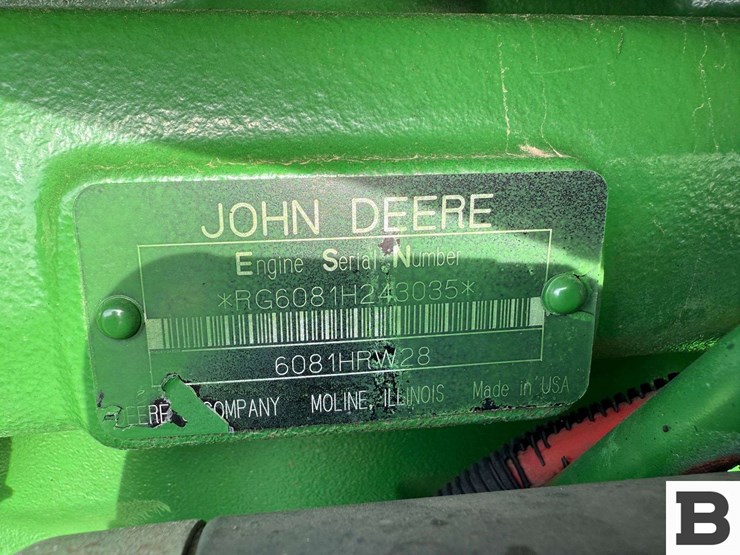 JOHN DEERE
Engine Serial Number
*RG6081H243035*
6081HRW28
COMPANY MOLINE, ILLINOIS Made in USA
B